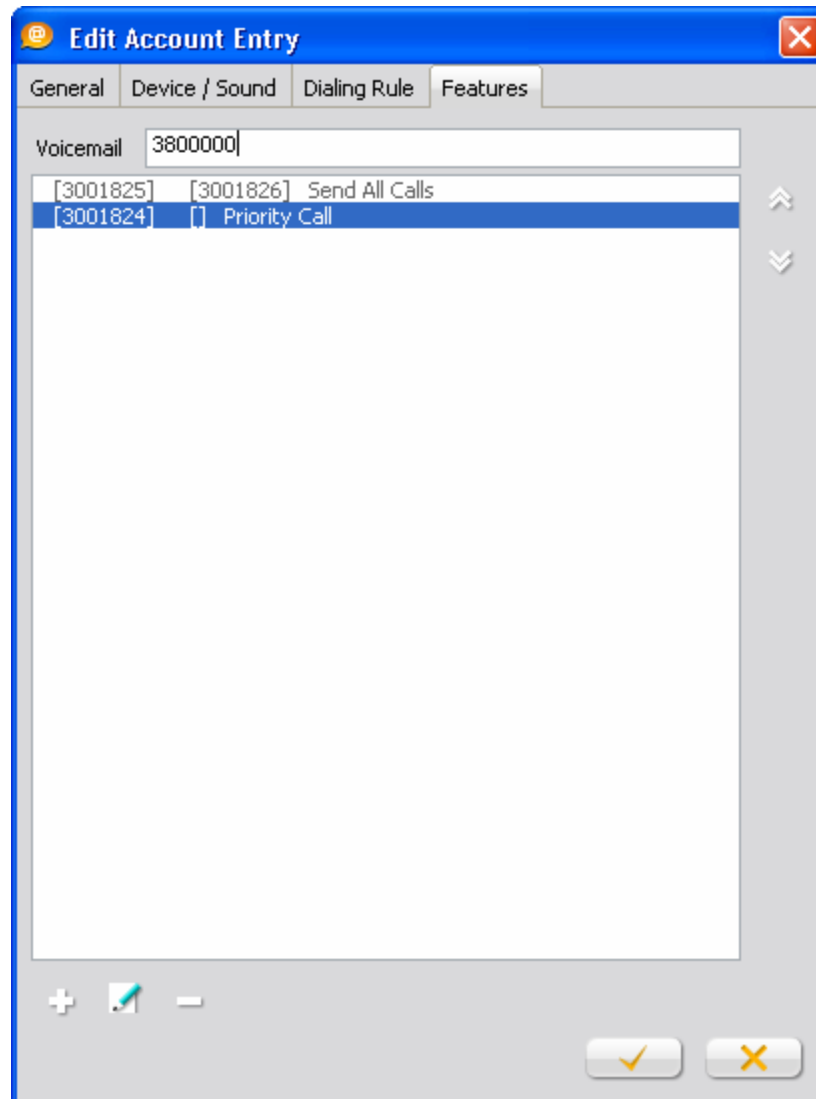 Edit Account Entry
General Device / Sound Dialing Rule Features
Voicemail 3800000
[3001825] [3001826] Send All Calls
[3001824] [] Priority Call